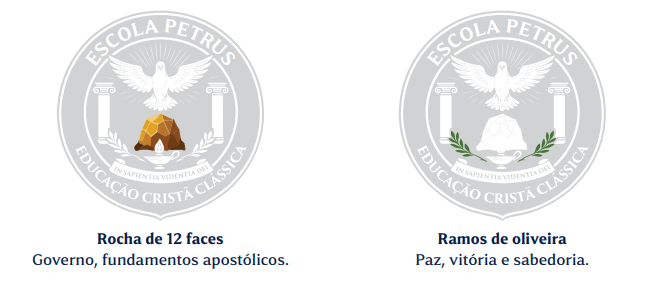 ESCOLA PETRUS
IN SAPIENTIA VIDENTIA DEI
EDUCAÇÃO CRISTÃ CLÁSSICA
Rocha de 12 faces
Governo, fundamentos apostólicos.
ESCOLA PETRUS
IN SAPIENTIA VIDENTIA DEI
EDUCAÇÃO CRISTÃ CLÁSSICA
Ramos de oliveira
Paz, vitória e sabedoria.